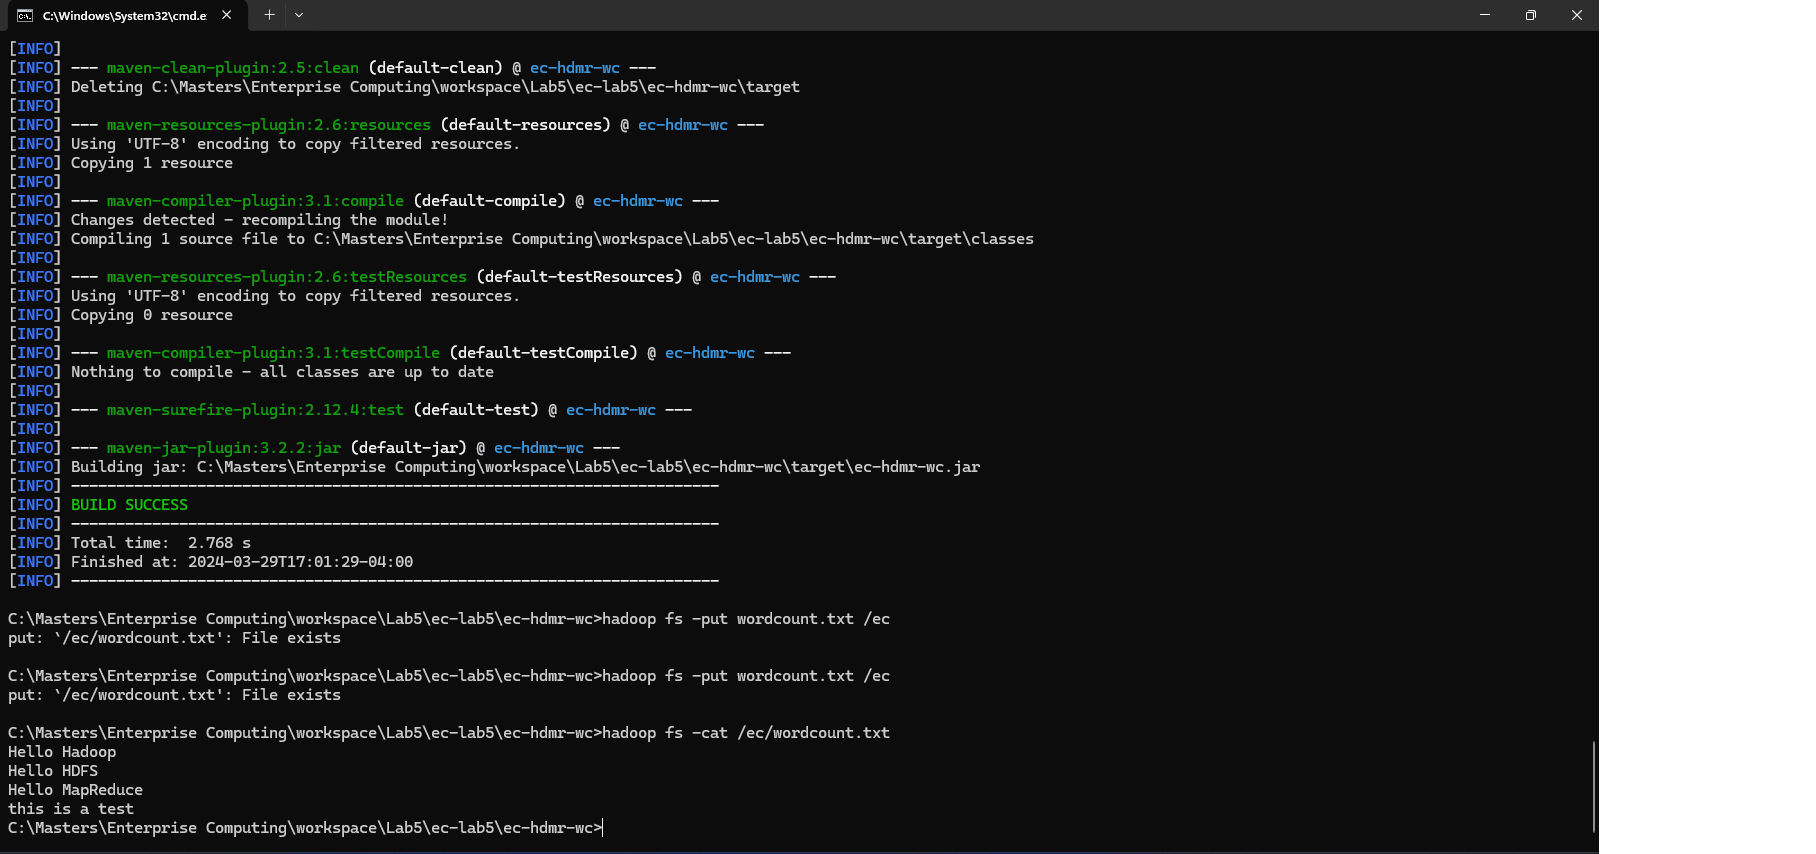 C:\Windows\System32\cmd.e
[INFO]
[INFO] --- maven-clean-plugin:2.5:clean (default-clean) @ ec-hdmr-wc ---
[INFO] Deleting C:\Masters\Enterprise Computing\workspace\Lab5\ec-lab5\ec-hdmr-wc\target
[INFO]
[INFO] --- maven-resources-plugin:2.6:resources (default-resources) @ ec-hdmr-wc ---
[INFO] Using 'UTF-8' encoding to copy filtered resources.
[INFO] Copying 1 resource
[INFO]
[INFO] --- maven-compiler-plugin:3.1:compile (default-compile) @ ec-hdmr-wc ---
[INFO] Changes detected - recompiling the module!
[INFO] Compiling 1 source file to C:\Masters\Enterprise Computing\workspace\Lab5\ec-lab5\ec-hdmr-wc\target\classes
[INFO]
[INFO] --- maven-resources-plugin:2.6:testResources (default-testResources) @ ec-hdmr-wc ---
[INFO] Using 'UTF-8' encoding to copy filtered resources.
[INFO] Copying 0 resource
[INFO]
[INFO] --- maven-compiler-plugin:3.1:testCompile (default-testCompile) @ ec-hdmr-wc ---
[INFO] Nothing to compile - all classes are up to date
[INFO]
[INFO] --- maven-surefire-plugin:2.12.4:test (default-test) @ ec-hdmr-wc ---
[INFO]
[INFO] --- maven-jar-plugin:3.2.2:jar (default-jar) @ ec-hdmr-wc ---
[INFO] Building jar: C:\Masters\Enterprise Computing\workspace\Lab5\ec-lab5\ec-hdmr-wc\target\ec-hdmr-wc.jar
[INFO] ------------------------------------------------------------------------
[INFO] BUILD SUCCESS
[INFO] ------------------------------------------------------------------------
[INFO] Total time:  2.768 s
[INFO] Finished at: 2024-03-29T17:01:29-04:00
[INFO] ------------------------------------------------------------------------
C:\Masters\Enterprise Computing\workspace\Lab5\ec-lab5\ec-hdmr-wc>hadoop fs -put wordcount.txt /ec
put: `/ec/wordcount.txt': File exists
C:\Masters\Enterprise Computing\workspace\Lab5\ec-lab5\ec-hdmr-wc>hadoop fs -put wordcount.txt /ec
put: `/ec/wordcount.txt': File exists
C:\Masters\Enterprise Computing\workspace\Lab5\ec-lab5\ec-hdmr-wc>hadoop fs -cat /ec/wordcount.txt
Hello Hadoop
Hello HDFS
Hello MapReduce
this is a test
C:\Masters\Enterprise Computing\workspace\Lab5\ec-lab5\ec-hdmr-wc>